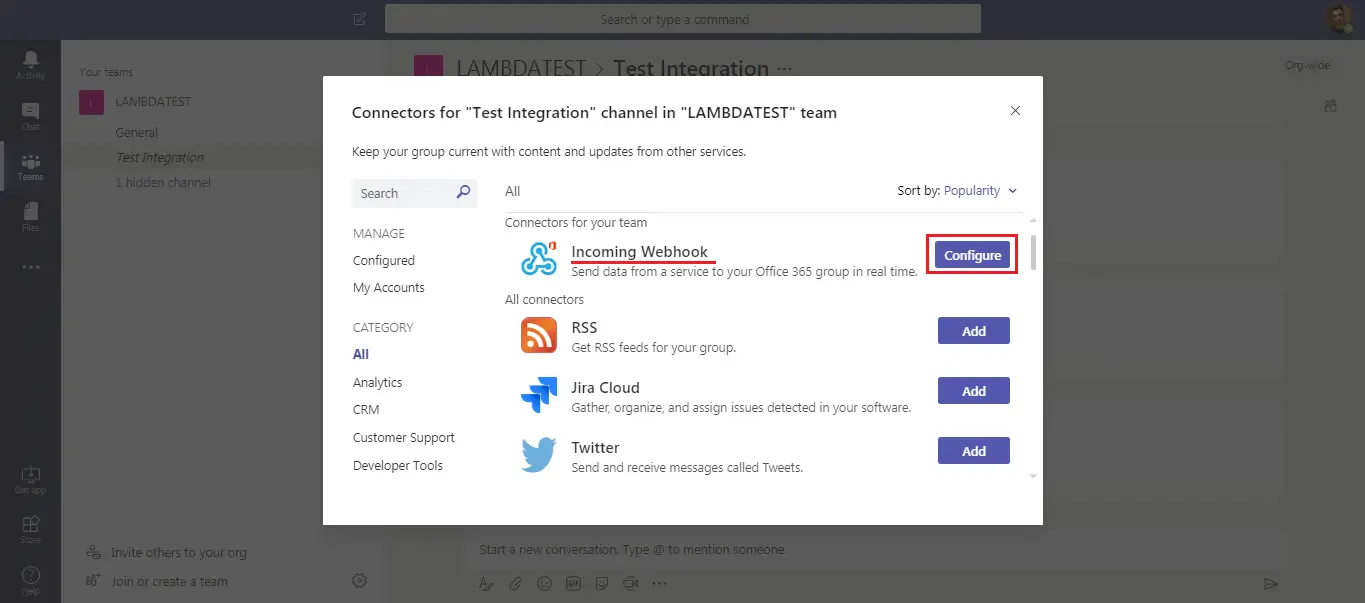 Search or type a command
Activity
Chat
Teams
Files
Get app
Store
Help
Your teams
LAMBDATEST
General
Test Integration
1 hidden channel
Invite others to your org
Join or create a team
LAMBDATEST > Test Integration ...
Org-wide
Connectors for "Test Integration" channel in "LAMBDATEST" team
Keep your group current with content and updates from other services.
Search
MANAGE
Configured
My Accounts
CATEGORY
All
Analytics
CRM
Customer Support
Developer Tools
All
Sort by: Popularity
Connectors for your team
Incoming Webhook
Send data from a service to your Office 365 group in real time.
Configure
All connectors
RSS
Get RSS feeds for your group.
Add
Jira Cloud
Gather, organize, and assign issues detected in your software.
Add
Twitter
Send and receive messages called Tweets.
Add
Start a new conversation. Type @ to mention someone.
GIF